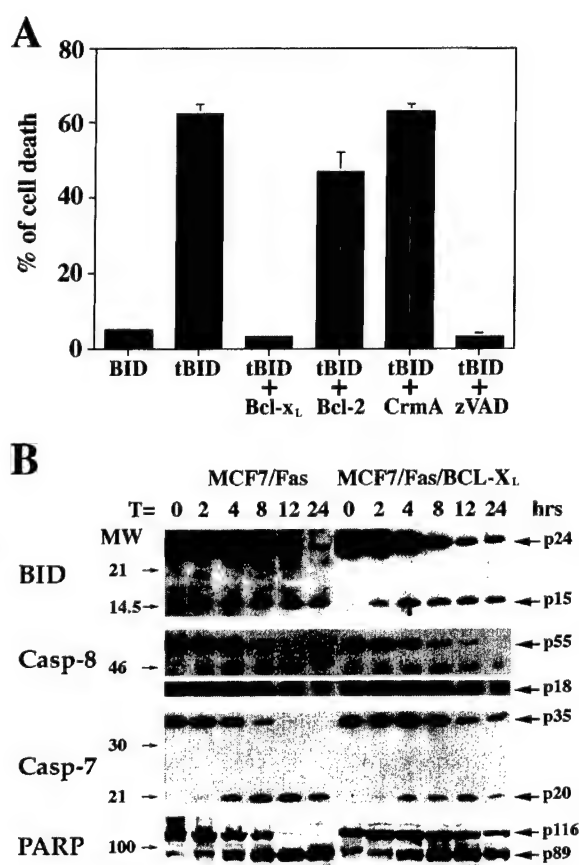 A
80
60
40
20
0
% of cell death
BID tBID tBID tBID tBID tBID
+ + + +
Bcl-xL Bcl-2 CrmA zVAD
B
MCF7/Fas MCF7/Fas/BCL-XL
T= 0 2 4 8 12 24 0 2 4 8 12 24 hrs
MW
BID
21
14.5
p24
p15
Casp-8
46
p55
p18
Casp-7
30
21
p35
p20
PARP
100
p116
p89